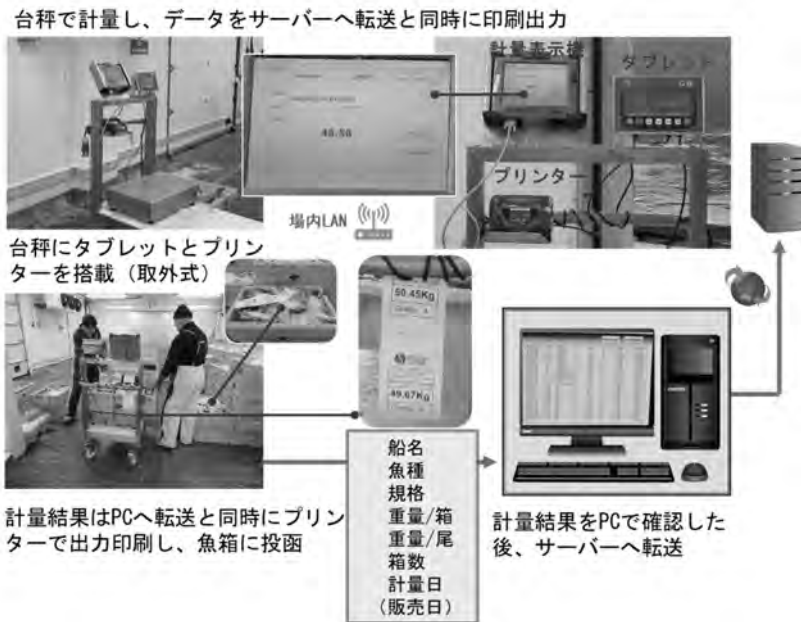 台秤で計量し、データをサーバーへ転送と同時に印刷出力
計量表示機
タブレット
48.50
プリンター
場内LAN
台秤にタブレットとプリン
ターを搭載（取外式）
50.45Kg
49.67Kg
船名
魚種
規格
重量/箱
重量/尾
箱数
計量日
（販売日）
計量結果はPCへ転送と同時にプリン
ターで出力印刷し、魚箱に投函
計量結果をPCで確認した
後、サーバーへ転送